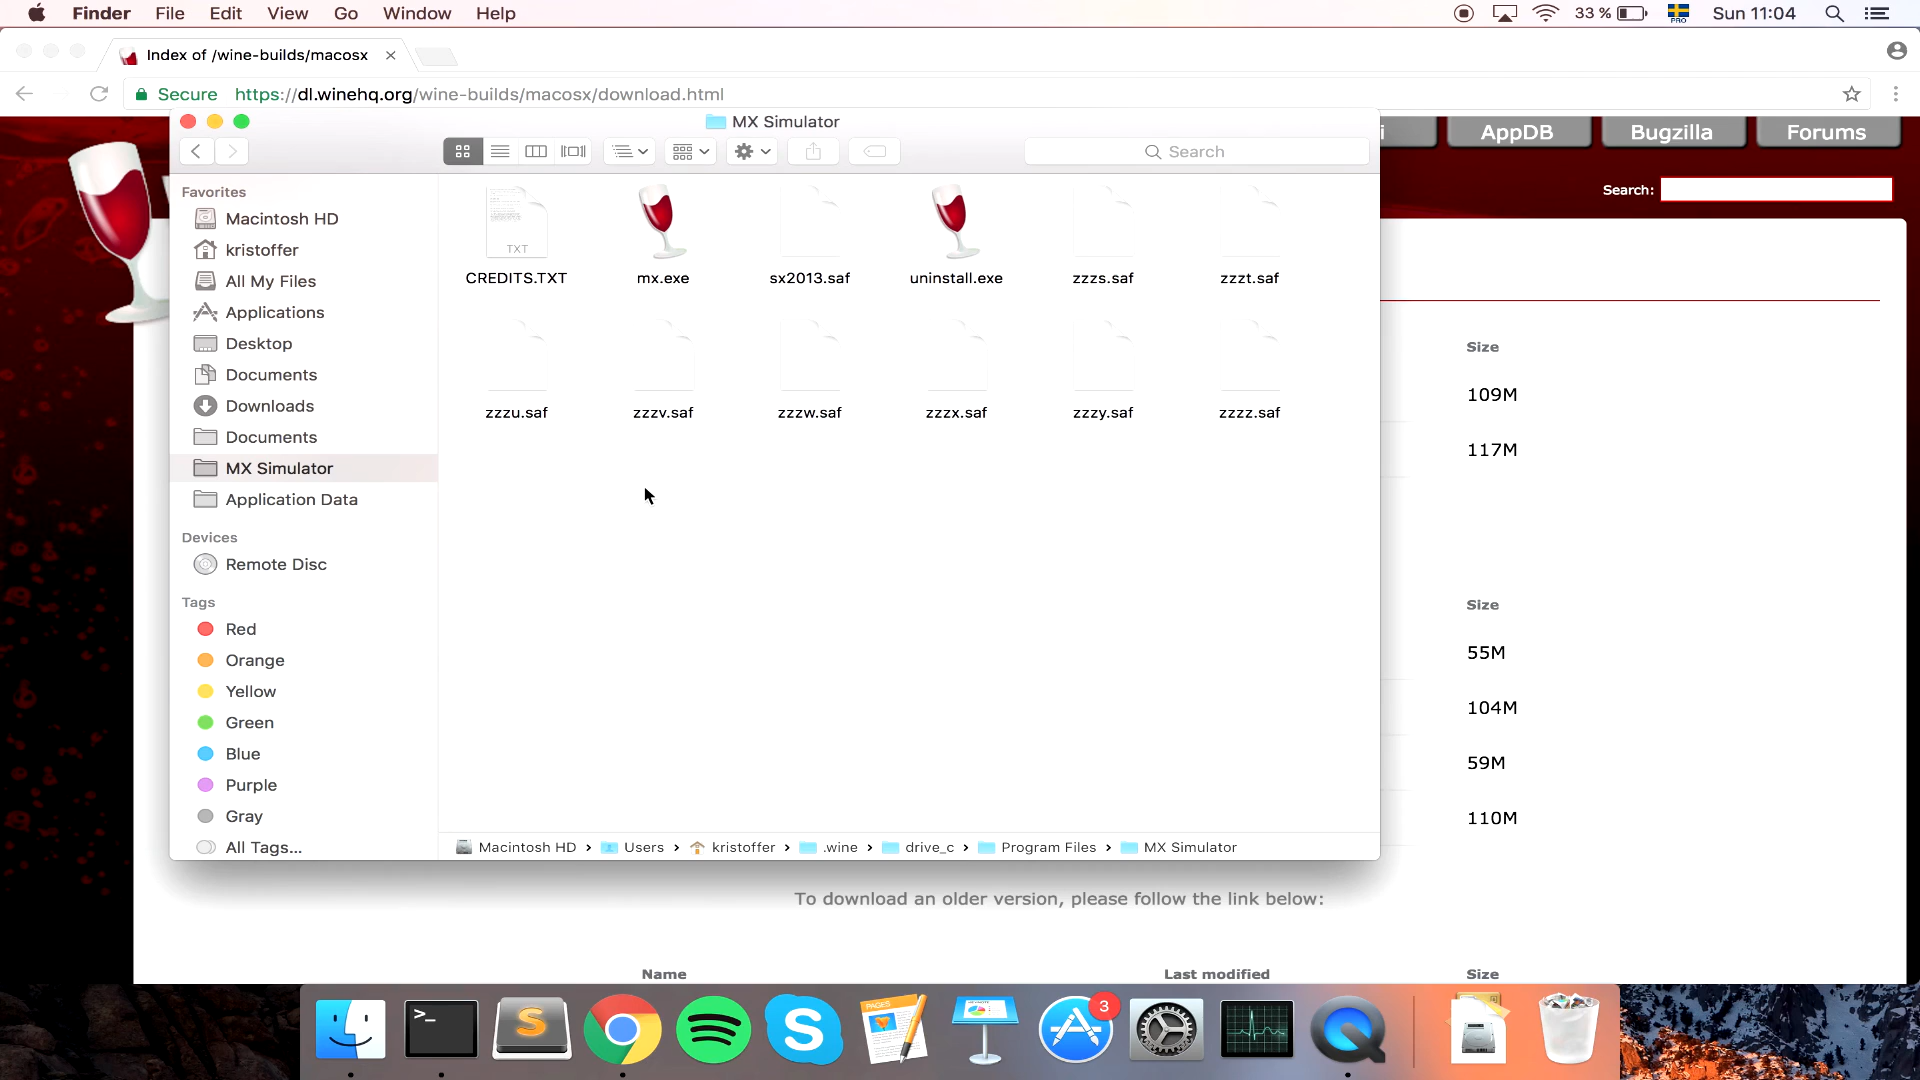 Finder File Edit View Go Window Help 33 % PRO Sun 11:04
Index of /wine-builds/macosx
Secure https://dl.winehq.org/wine-builds/macosx/download.html
MX Simulator
AppDB Bugzilla Forums
Search
Search:
Favorites
Macintosh HD
kristoffer
All My Files
Applications
Desktop
Documents
Downloads
Documents
MX Simulator
Application Data
Devices
Remote Disc
Tags
Red
Orange
Yellow
Green
Blue
Purple
Gray
All Tags...
TXT
CREDITS.TXT mx.exe sx2013.saf uninstall.exe zzzs.saf zzzt.saf
zzzu.saf zzzv.saf zzzw.saf zzzx.saf zzzy.saf zzzz.saf
Macintosh HD Users kristoffer .wine drive_c Program Files MX Simulator
Size
109M
117M
Size
55M
104M
59M
110M
To download an older version, please follow the link below:
Name Last modified Size
>_
S
S
PAGES
3